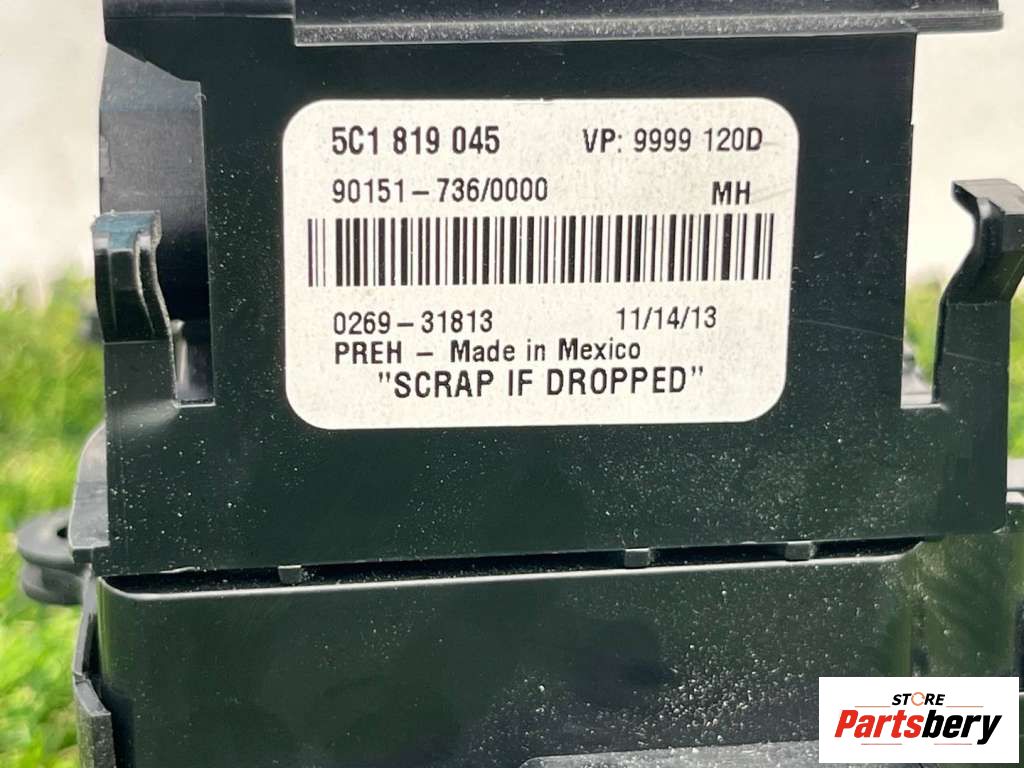 5C1 819 045 VP: 9999 120D
90151-736/0000 MH
0269-31813 11/14/13
PREH - Made in Mexico
"SCRAP IF DROPPED"
STORE
Partsbery